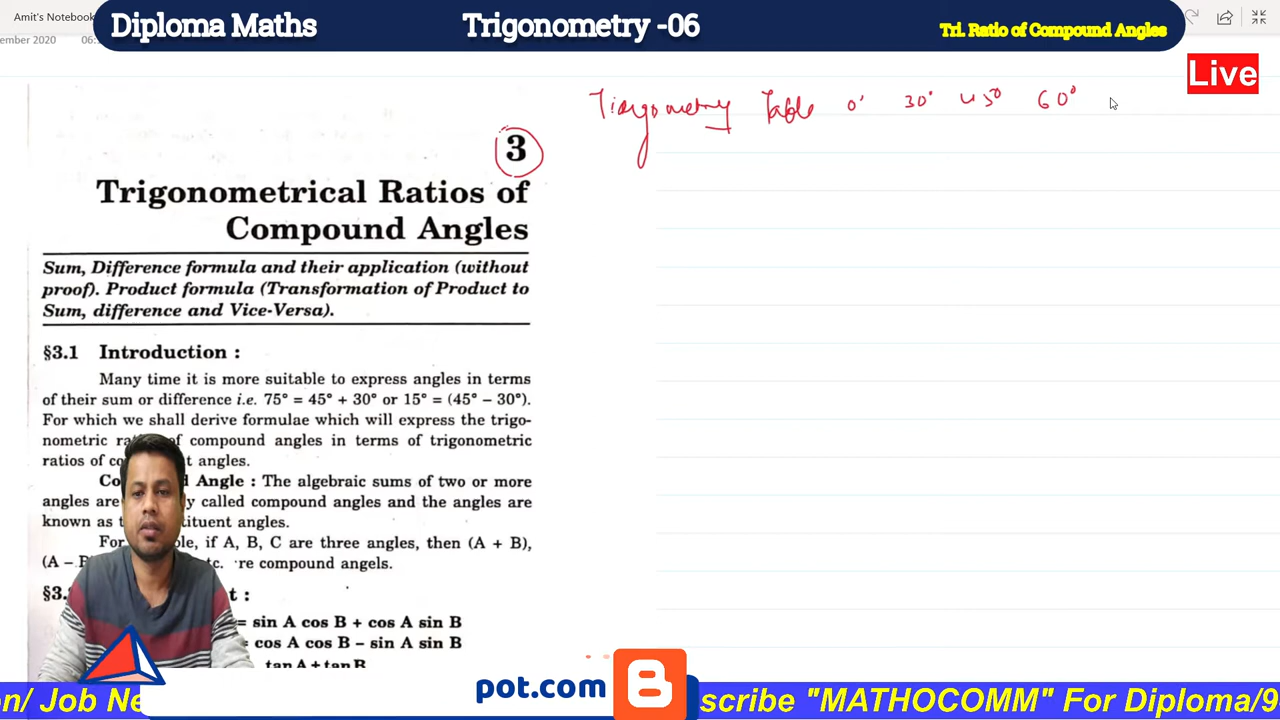 Amit's Notebook
ember 2020 06:
Diploma Maths
Trigonometry -06
Tri. Ratio of Compound Angles
Live
Trigonometry Table 0° 30° 45° 60°
3
Trigonometrical Ratios of
Compound Angles
Sum, Difference formula and their application (without
proof). Product formula (Transformation of Product to
Sum, difference and Vice-Versa).
§3.1 Introduction :
Many time it is more suitable to express angles in terms
of their sum or difference i.e. 75° = 45° + 30° or 15° = (45° – 30°).
For which we shall derive formulae which will express the trigo-
nometric of compound angles in terms of trigonometric
ratios of angles.
Angle : The algebraic sums of two or more
angles are called compound angles and the angles are
known as angles.
For if A, B, C are three angles, then (A + B),
(A – tc. re compound angels.
§3. t :
= sin A cos B + cos A sin B
= cos A cos B – sin A sin B
tan A + tan B
pot.com
B
on/ Job Ne
scribe "MATHOCOMM" For Diploma/9